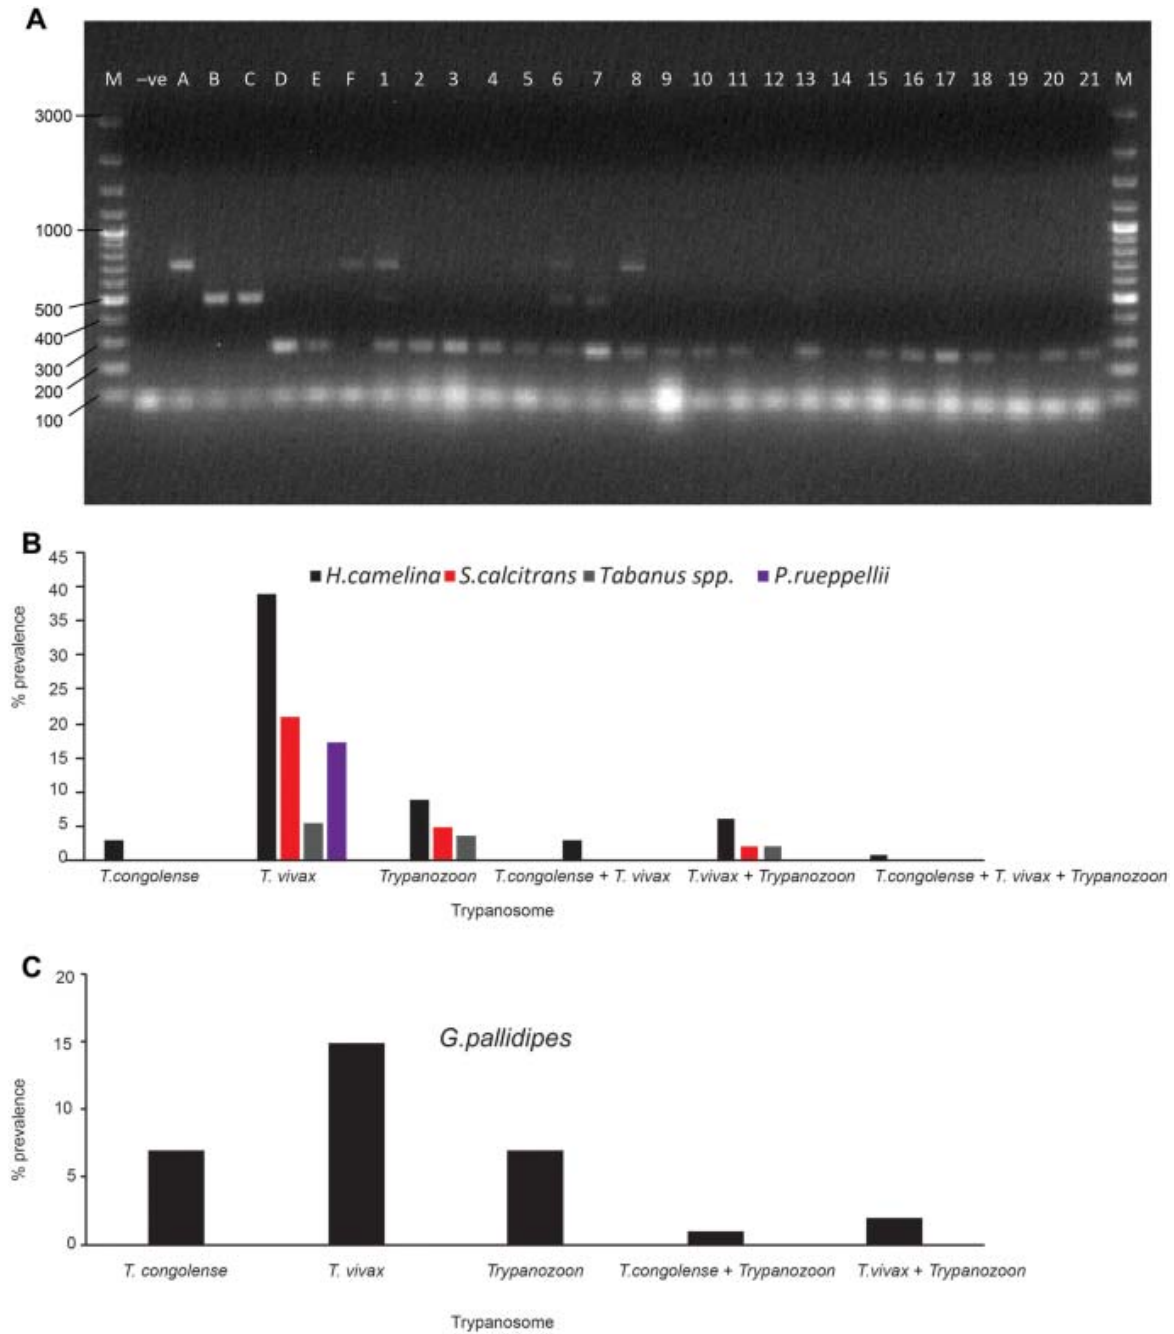 A
M –ve A B C D E F 1 2 3 4 5 6 7 8 9 10 11 12 13 14 15 16 17 18 19 20 21 M
3000
1000
500
400
300
200
100
B
H.camelina S.calcitrans Tabanus spp. P.rueppellii
% prevalence
45
40
35
30
25
20
15
10
5
0
T.congolense T. vivax Trypanozoon T.congolense + T. vivax T.vivax + Trypanozoon T.congolense + T. vivax + Trypanozoon
Trypanosome
C
G.pallidipes
% prevalence
20
15
10
5
0
T. congolense T. vivax Trypanozoon T.congolense + Trypanozoon T.vivax + Trypanozoon
Trypanosome